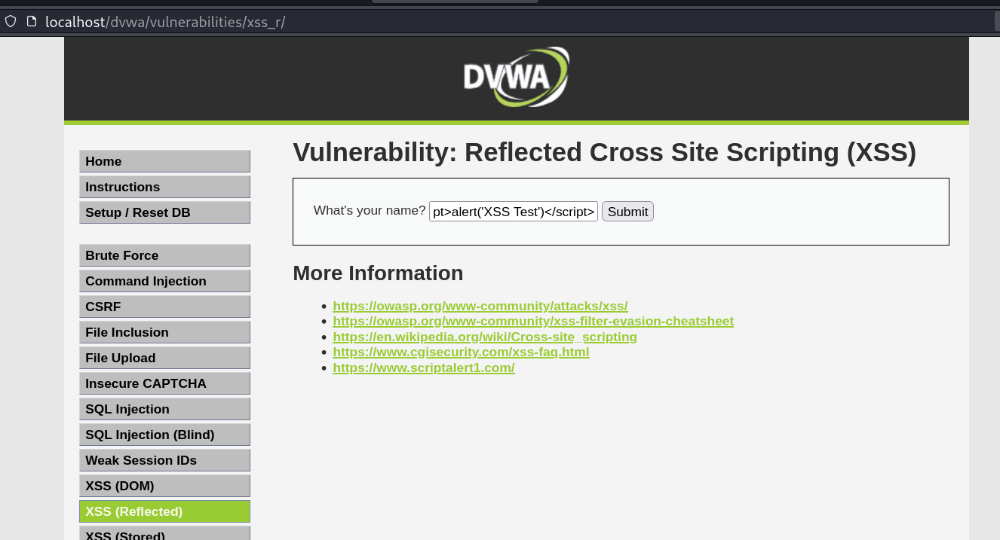 localhost/dvwa/vulnerabilities/xss_r/
DVWA
Home
Instructions
Setup / Reset DB
Brute Force
Command Injection
CSRF
File Inclusion
File Upload
Insecure CAPTCHA
SQL Injection
SQL Injection (Blind)
Weak Session IDs
XSS (DOM)
XSS (Reflected)
XSS (Stored)
Vulnerability: Reflected Cross Site Scripting (XSS)
What's your name? pt>alert('XSS Test')</script> Submit
More Information
https://owasp.org/www-community/attacks/xss/
https://owasp.org/www-community/xss-filter-evasion-cheatsheet
https://en.wikipedia.org/wiki/Cross-site_scripting
https://www.cgisecurity.com/xss-faq.html
https://www.scriptalert1.com/